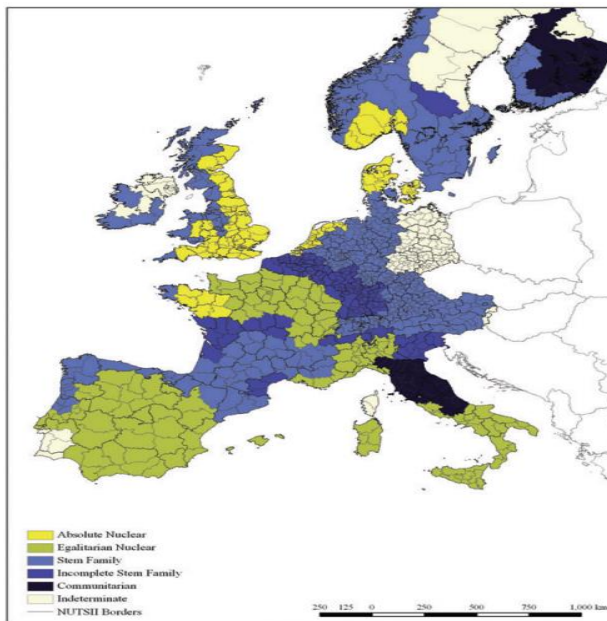 Absolute Nuclear
Egalitarian Nuclear
Stem Family
Incomplete Stem Family
Communitarian
Indeterminate
NUTSII Borders
250 125 0 250 500 750 1,000 km